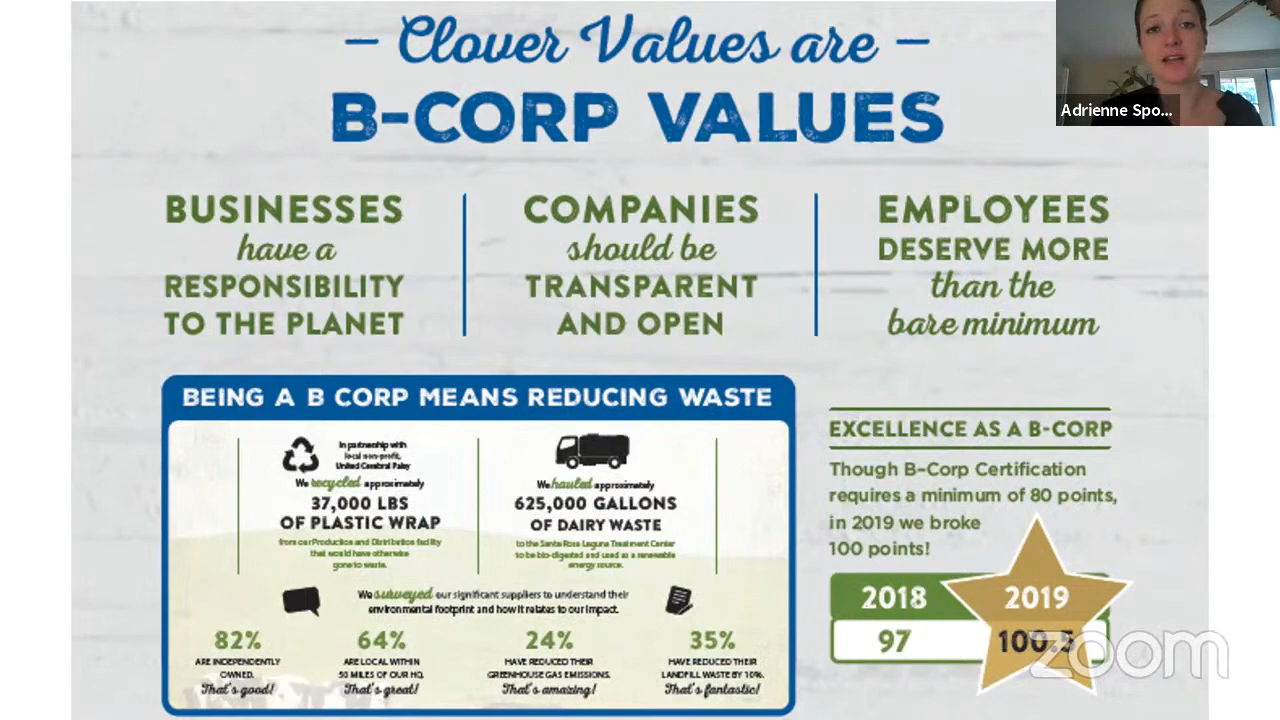 – Clover Values are –
B-CORP VALUES
Adrienne Spo...
BUSINESSES
have a
RESPONSIBILITY
TO THE PLANET
COMPANIES
should be
TRANSPARENT
AND OPEN
EMPLOYEES
DESERVE MORE
than the
bare minimum
BEING A B CORP MEANS REDUCING WASTE
In partnership with
local non-profit,
United Cerebral Palsy
We recycled approximately
37,000 LBS
OF PLASTIC WRAP
from our Production and Distribution facility
that would have otherwise
gone to waste.
We hauled approximately
625,000 GALLONS
OF DAIRY WASTE
to the Santa Rosa Laguna Treatment Center
to be bio-digested and used as a renewable
energy source.
We surveyed our significant suppliers to understand their
environmental footprint and how it relates to our impact.
82%
ARE INDEPENDENTLY
OWNED.
That's good!
64%
ARE LOCAL WITHIN
50 MILES OF OUR HQ.
That's great!
24%
HAVE REDUCED THEIR
GREENHOUSE GAS EMISSIONS.
That's amazing!
35%
HAVE REDUCED THEIR
LANDFILL WASTE BY 10%.
That's fantastic!
EXCELLENCE AS A B-CORP
Though B-Corp Certification
requires a minimum of 80 points,
in 2019 we broke
100 points!
2018 2019
97 100.5
zoom